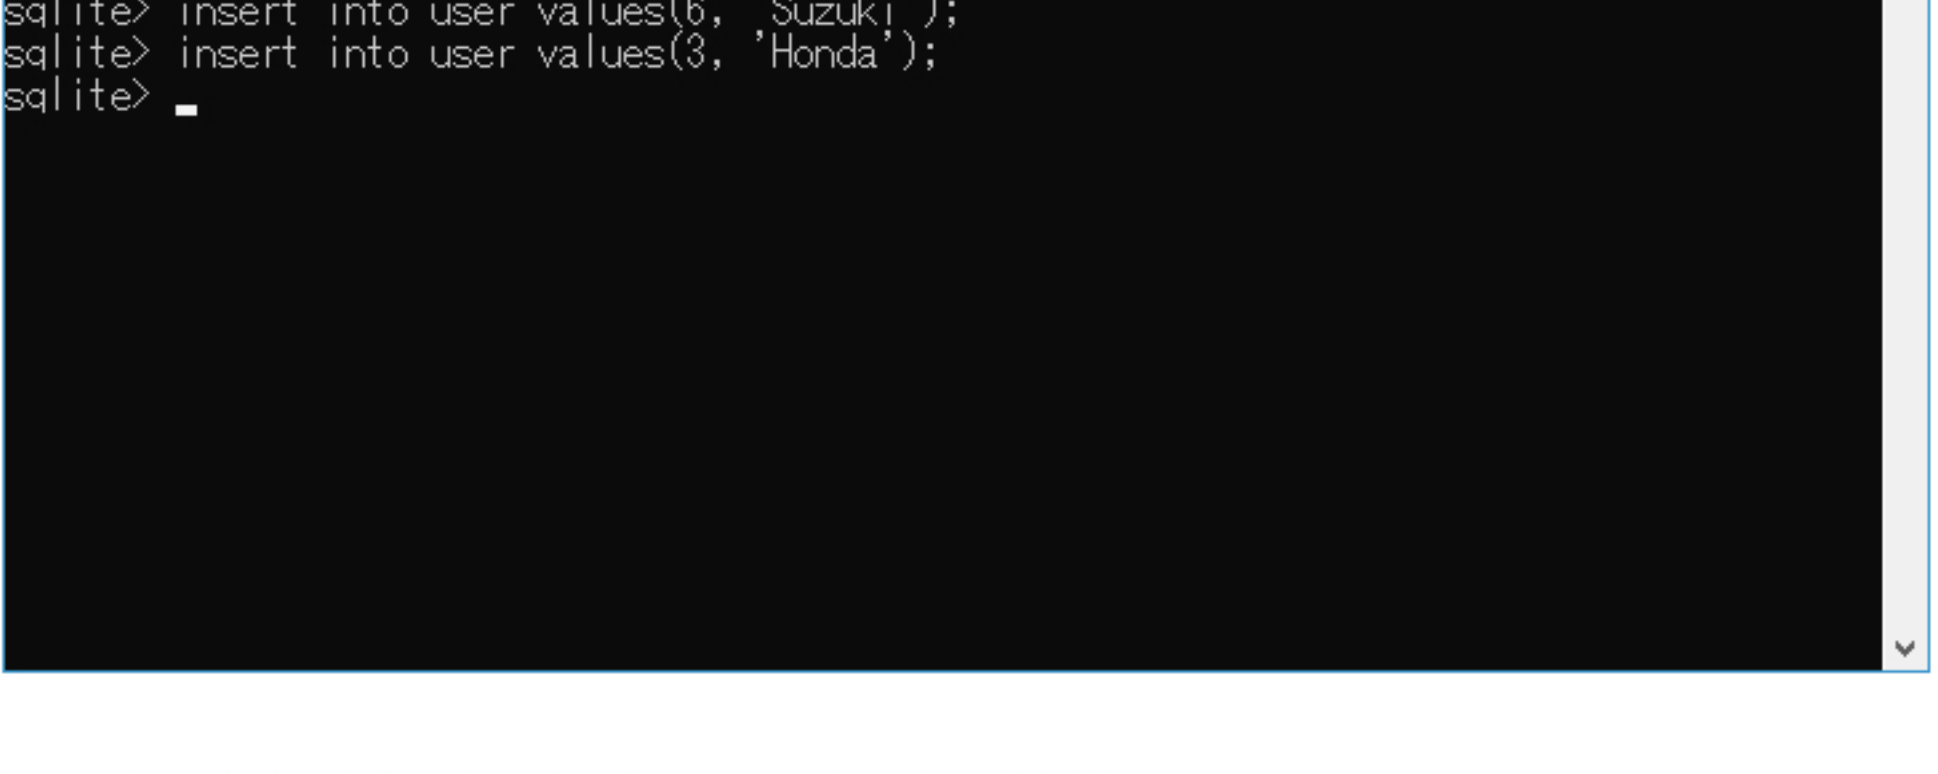 sqlite> insert into user values(6, 'Suzuki');
sqlite> insert into user values(3, 'Honda');
sqlite>